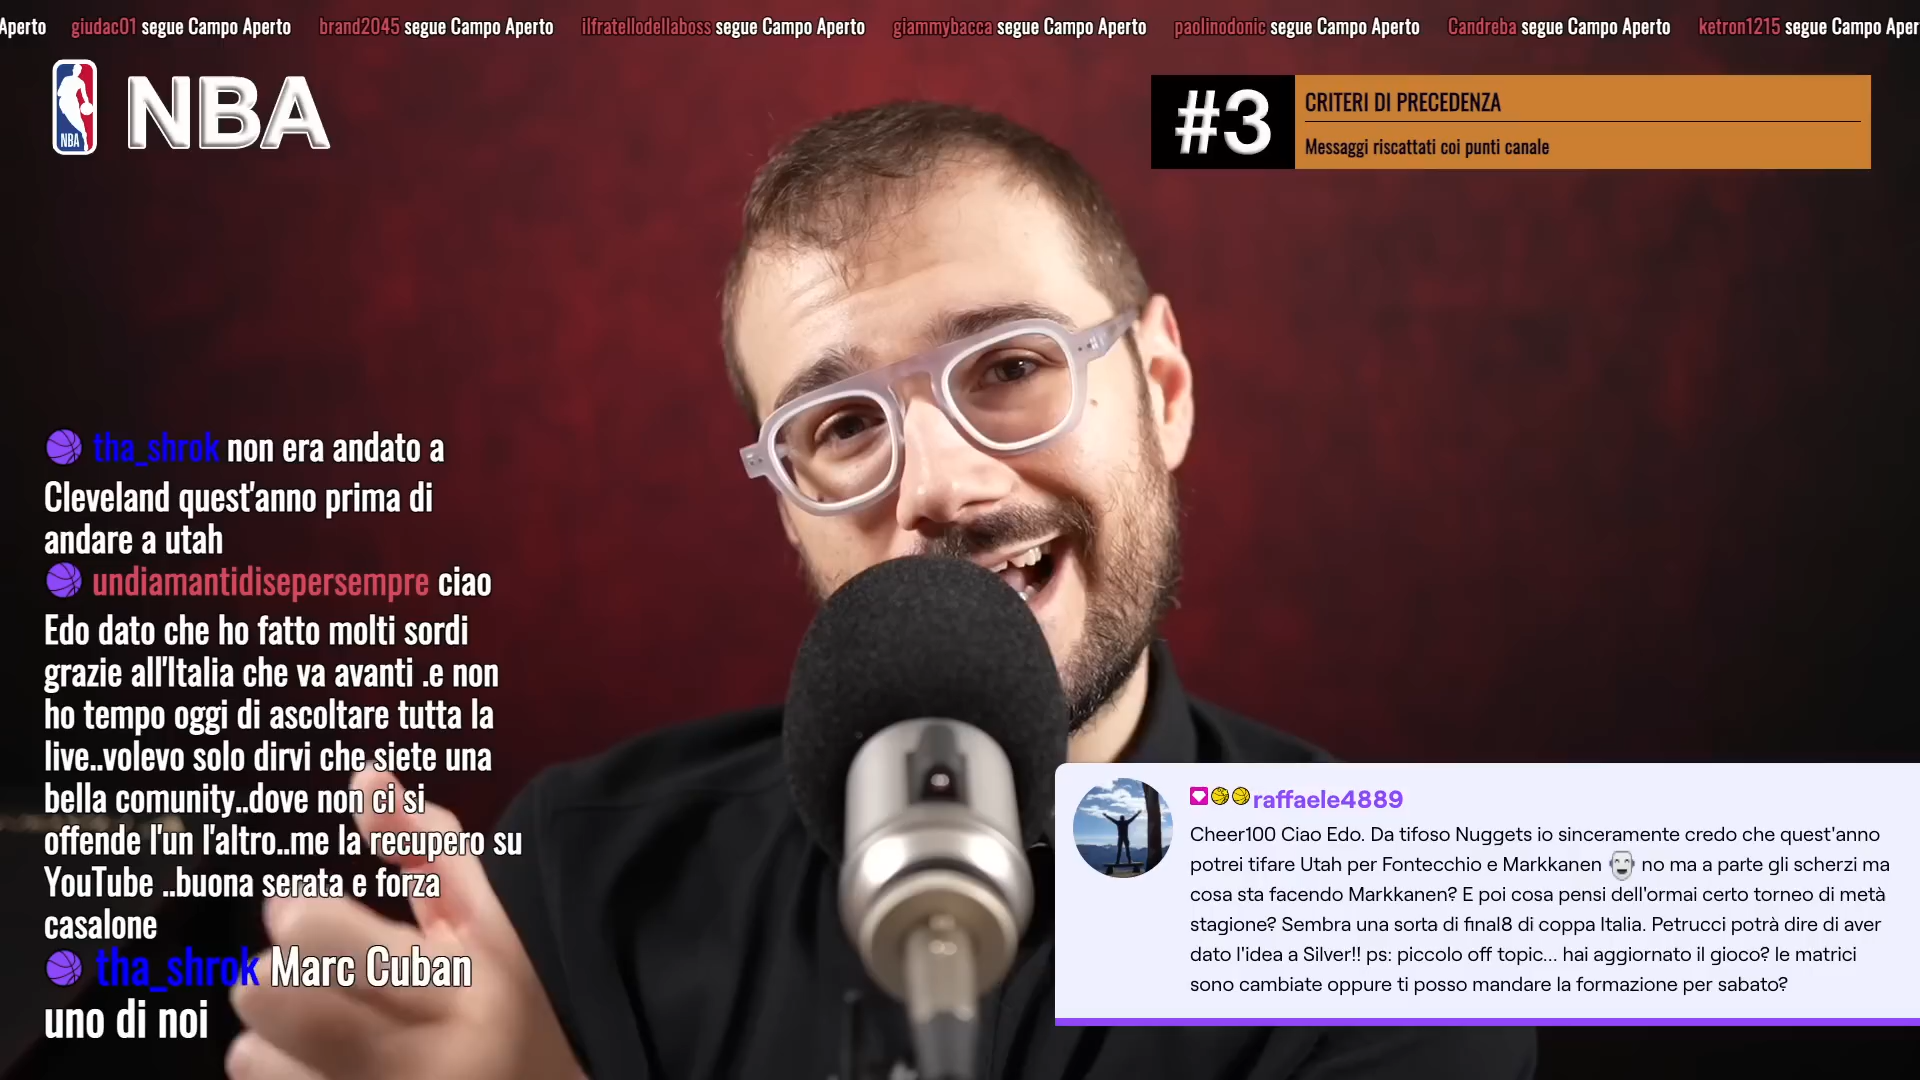 Aperto giudac01 segue Campo Aperto brand2045 segue Campo Aperto ilfratellodellaboss segue Campo Aperto giammybacca segue Campo Aperto paolinodonic segue Campo Aperto Candreba segue Campo Aperto ketron1215 segue Campo Aper
NBA NBA
#3
CRITERI DI PRECEDENZA
Messaggi riscattati coi punti canale
tha_shrok non era andato a
Cleveland quest'anno prima di
andare a utah
undiamantidisepersempre ciao
Edo dato che ho fatto molti sordi
grazie all'Italia che va avanti .e non
ho tempo oggi di ascoltare tutta la
live..volevo solo dirvi che siete una
bella comunity..dove non ci si
offende l'un l'altro..me la recupero su
YouTube ..buona serata e forza
casalone
tha_shrok Marc Cuban
uno di noi
raffaele4889
Cheer100 Ciao Edo. Da tifoso Nuggets io sinceramente credo che quest'anno
potrei tifare Utah per Fontecchio e Markkanen no ma a parte gli scherzi ma
cosa sta facendo Markkanen? E poi cosa pensi dell'ormai certo torneo di metà
stagione? Sembra una sorta di final8 di coppa Italia. Petrucci potrà dire di aver
dato l'idea a Silver!! ps: piccolo off topic... hai aggiornato il gioco? le matrici
sono cambiate oppure ti posso mandare la formazione per sabato?